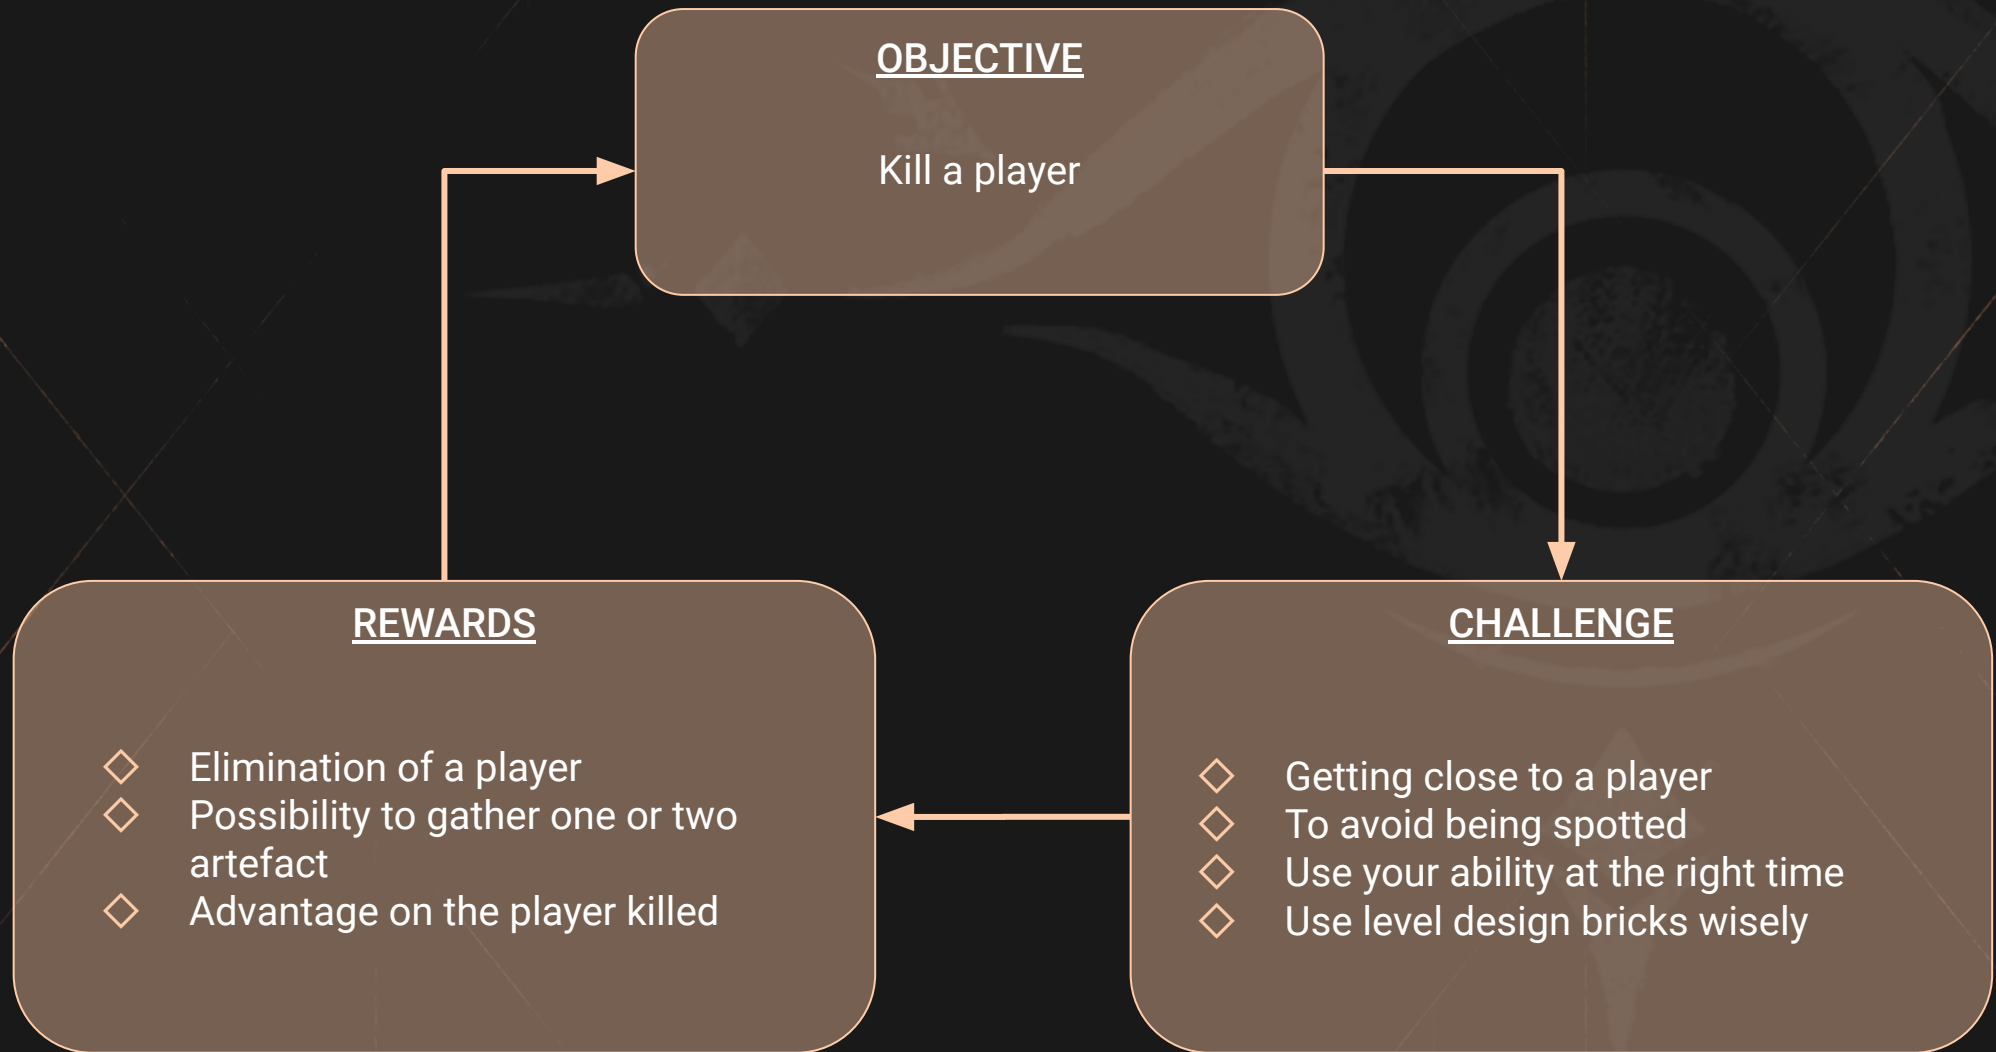 OBJECTIVE
Kill a player
REWARDS
Elimination of a player
Possibility to gather one or two
artefact
Advantage on the player killed
CHALLENGE
Getting close to a player
To avoid being spotted
Use your ability at the right time
Use level design bricks wisely